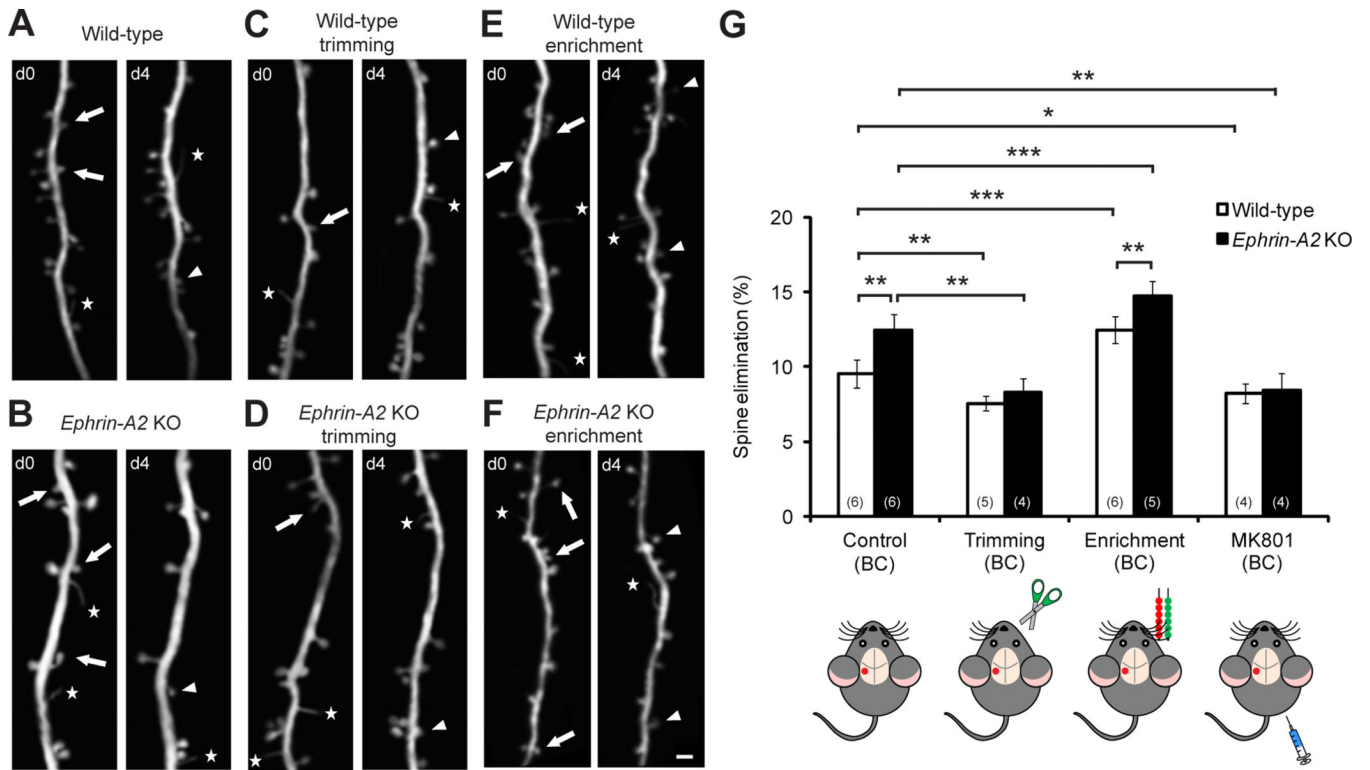 A
Wild-type
d0
d4
B
Ephrin-A2 KO
d0
d4
C
Wild-type
trimming
d0
d4
D
Ephrin-A2 KO
trimming
d0
d4
E
Wild-type
enrichment
d0
d4
F
Ephrin-A2 KO
enrichment
d0
d4
G
**
*
***
***
**
**
**
**
Wild-type
Ephrin-A2 KO
Spine elimination (%)
20
15
10
5
0
(6) (6) (5) (4) (6) (5) (4) (4)
Control
(BC)
Trimming
(BC)
Enrichment
(BC)
MK801
(BC)